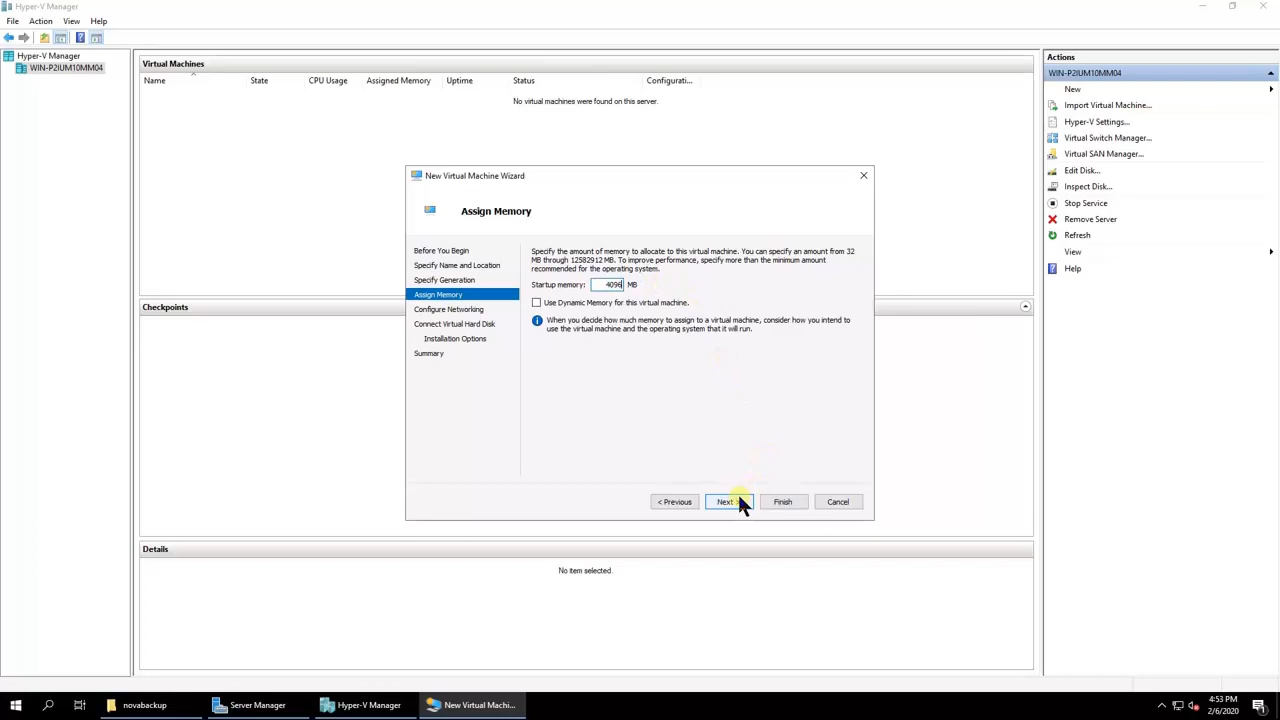 Hyper-V Manager
File Action View Help
Hyper-V Manager
WIN-P2IUM10MM04
Virtual Machines
Name State CPU Usage Assigned Memory Uptime Status Configurati...
No virtual machines were found on this server.
Checkpoints
Details
No item selected.
Actions
WIN-P2IUM10MM04
New
Import Virtual Machine...
Hyper-V Settings...
Virtual Switch Manager...
Virtual SAN Manager...
Edit Disk...
Inspect Disk...
Stop Service
Remove Server
Refresh
View
Help
New Virtual Machine Wizard
Assign Memory
Before You Begin
Specify Name and Location
Specify Generation
Assign Memory
Configure Networking
Connect Virtual Hard Disk
Installation Options
Summary
Specify the amount of memory to allocate to this virtual machine. You can specify an amount from 32
MB through 12582912 MB. To improve performance, specify more than the minimum amount
recommended for the operating system.
Startup memory: 4096 MB
Use Dynamic Memory for this virtual machine.
When you decide how much memory to assign to a virtual machine, consider how you intend to
use the virtual machine and the operating system that it will run.
< Previous Next > Finish Cancel
novabackup Server Manager Hyper-V Manager New Virtual Machi...
4:53 PM
2/6/2020